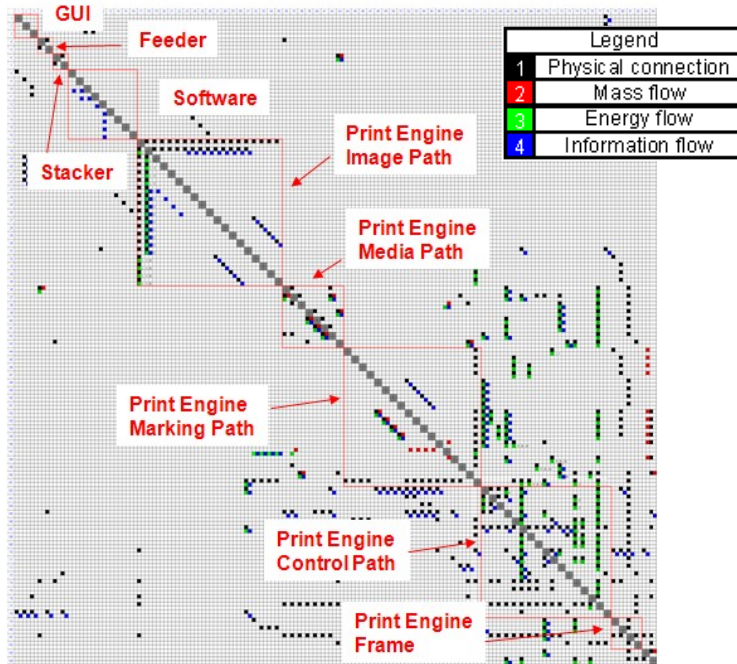 GUI
Feeder
Software
Stacker
Print Engine
Image Path
Print Engine
Media Path
Print Engine
Marking Path
Print Engine
Control Path
Print Engine
Frame
Legend
1 Physical connection
2 Mass flow
3 Energy flow
4 Information flow